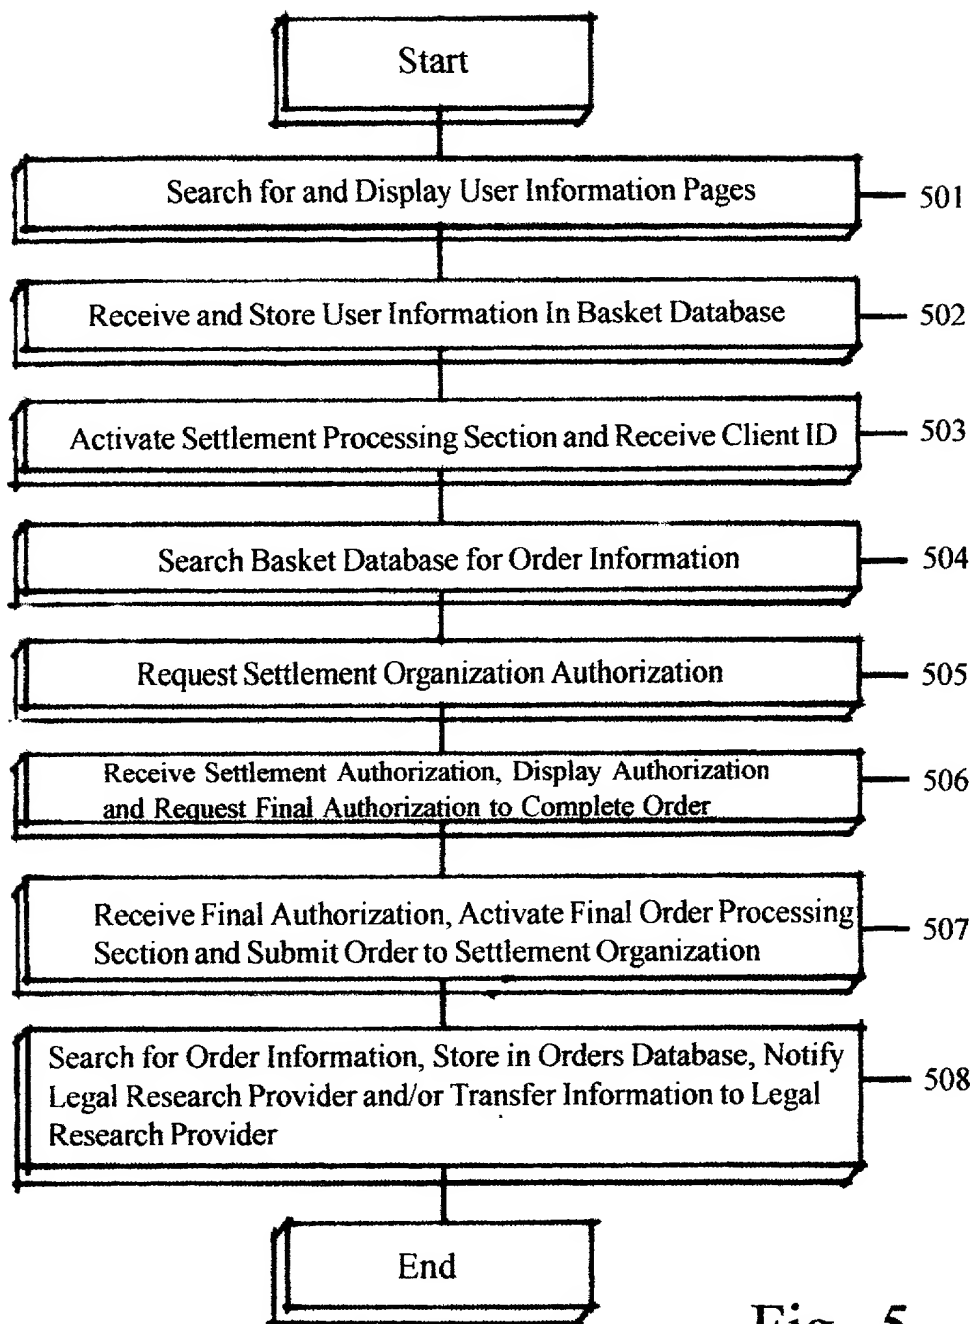 Start
Search for and Display User Information Pages
501
Receive and Store User Information In Basket Database
502
Activate Settlement Processing Section and Receive Client ID
503
Search Basket Database for Order Information
504
Request Settlement Organization Authorization
505
Receive Settlement Authorization, Display Authorization
and Request Final Authorization to Complete Order
506
Receive Final Authorization, Activate Final Order Processing
Section and Submit Order to Settlement Organization
507
Search for Order Information, Store in Orders Database, Notify
Legal Research Provider and/or Transfer Information to Legal
Research Provider
508
End
Fig. 5